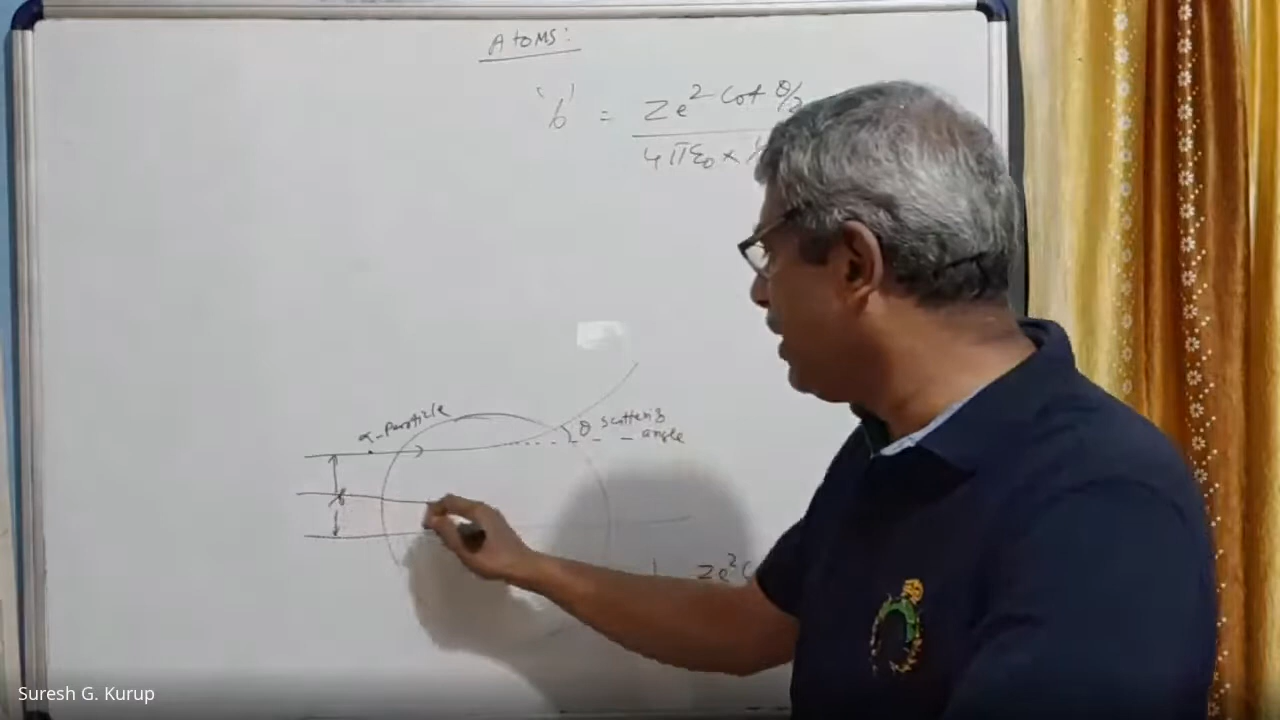 ATOMS:
'b' = Ze² Cot θ/2
4πε₀ ×
α-Particle
θ scattering
angle
b
Ze²
Suresh G. Kurup